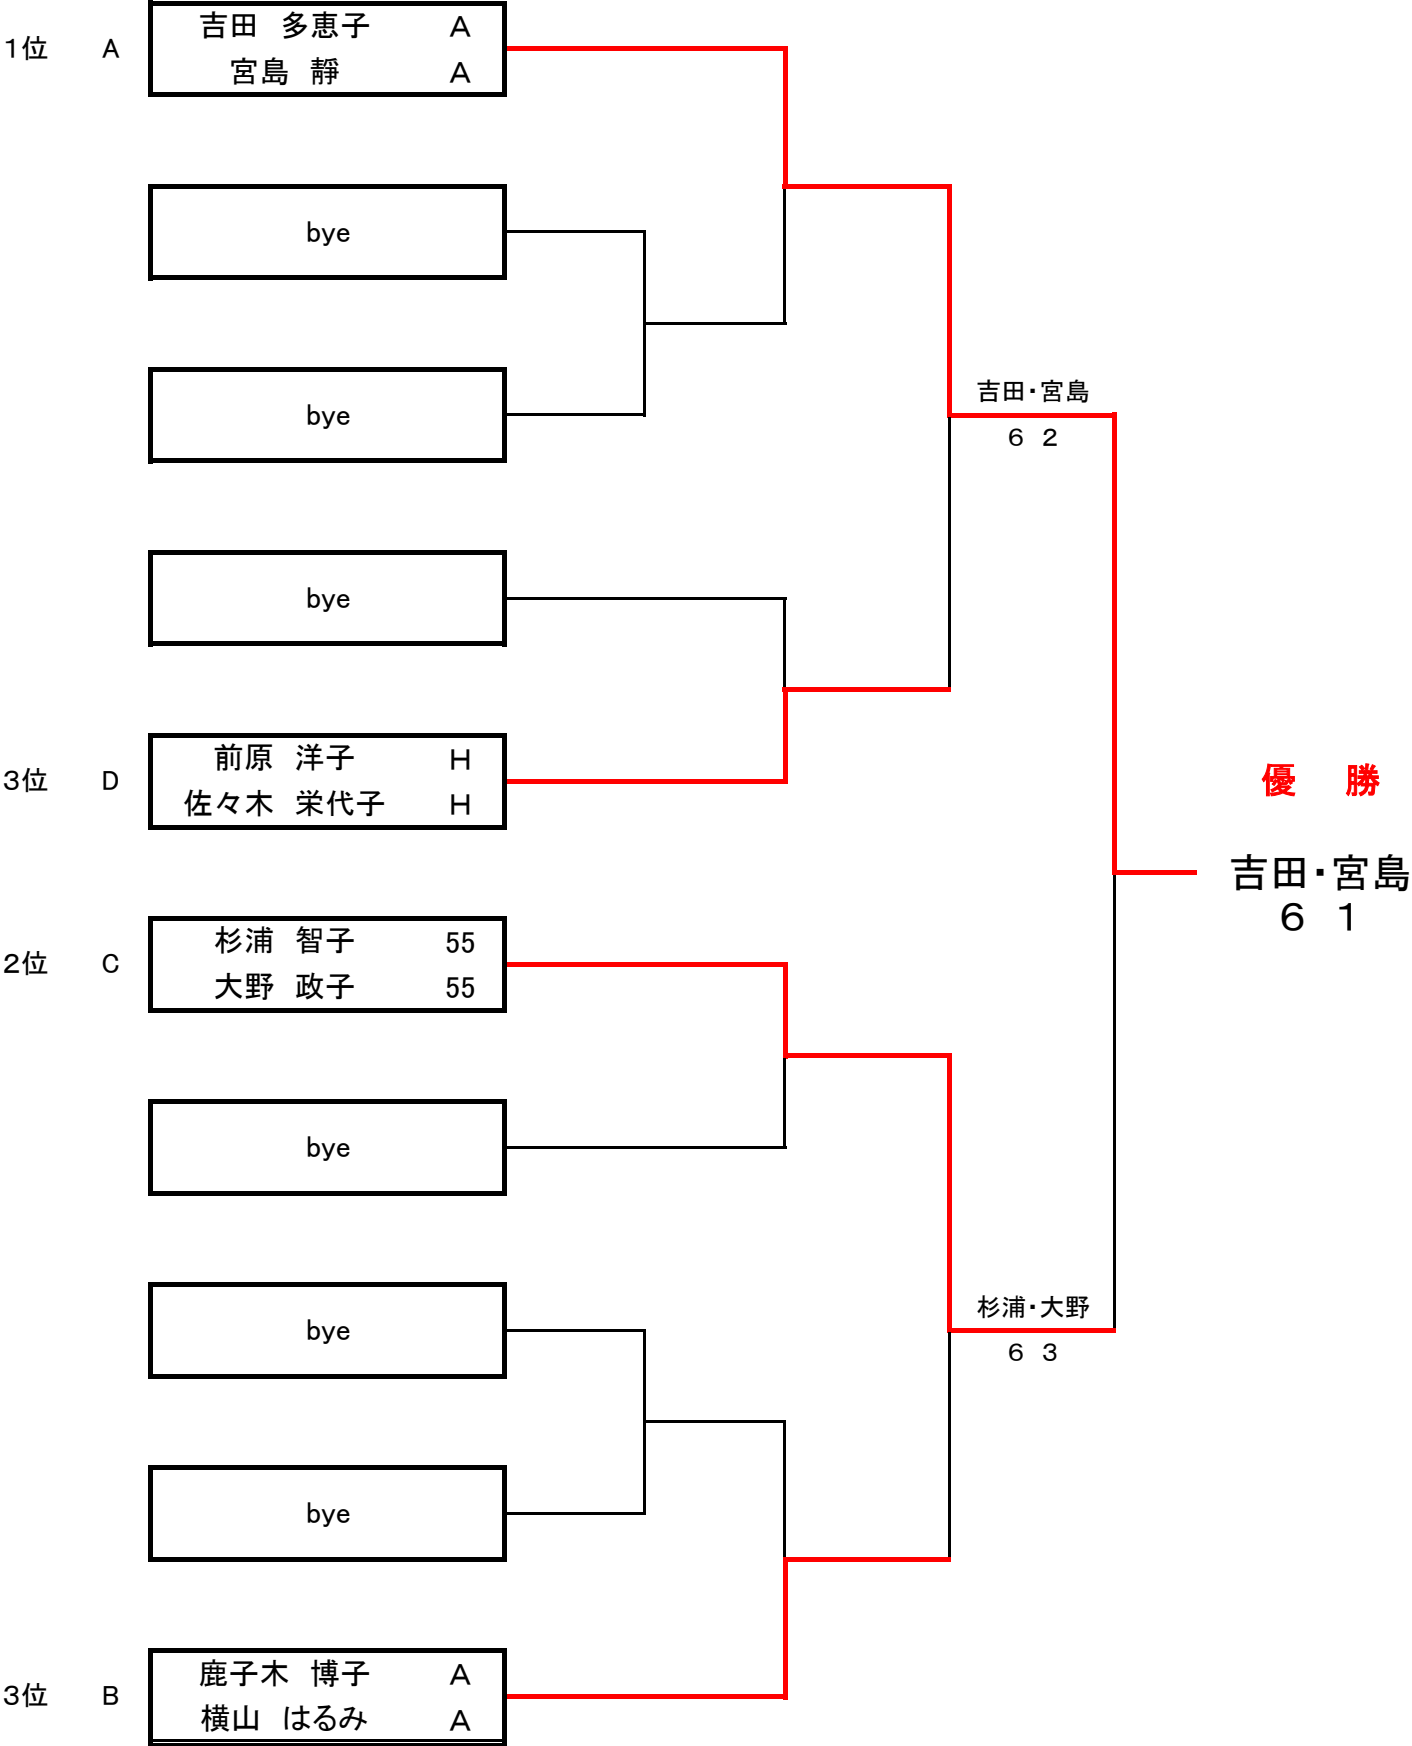 吉田　多恵子　A
1位　A
宮島　靜　A
bye
bye
吉田・宮島
6 2
bye
前原　洋子　H
3位　D
佐々木　栄代子　H
優　勝
吉田・宮島
6 1
杉浦　智子　55
2位　C
大野　政子　55
bye
bye
杉浦・大野
6 3
bye
鹿子木　博子　A
3位　B
横山　はるみ　A